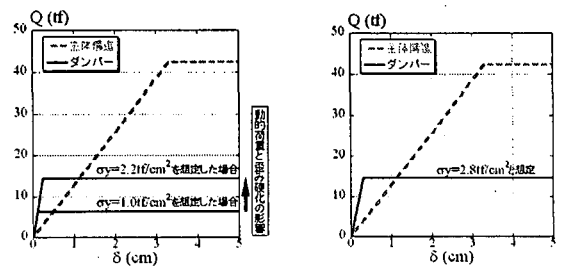 Q (tf)
50
40
30
20
10
0
0
1
2
3
4
5
δ (cm)
主体構造
ダンパー
σy=2.2tf/cm²を想定した場合
σy=1.0tf/cm²を想定した場合
動的荷重と歪み硬化の影響
Q (tf)
50
40
30
20
10
0
0
1
2
3
4
5
δ (cm)
主体構造
ダンパー
σy=2.8tf/cm²を想定